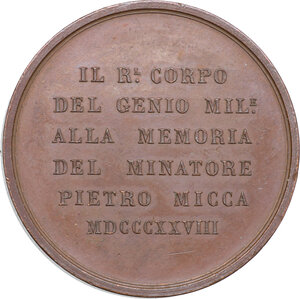 IL R.L CORPO
DEL GENIO MIL.E
ALLA MEMORIA
DEL MINATORE
PIETRO MICCA
MDCCCXXVIII